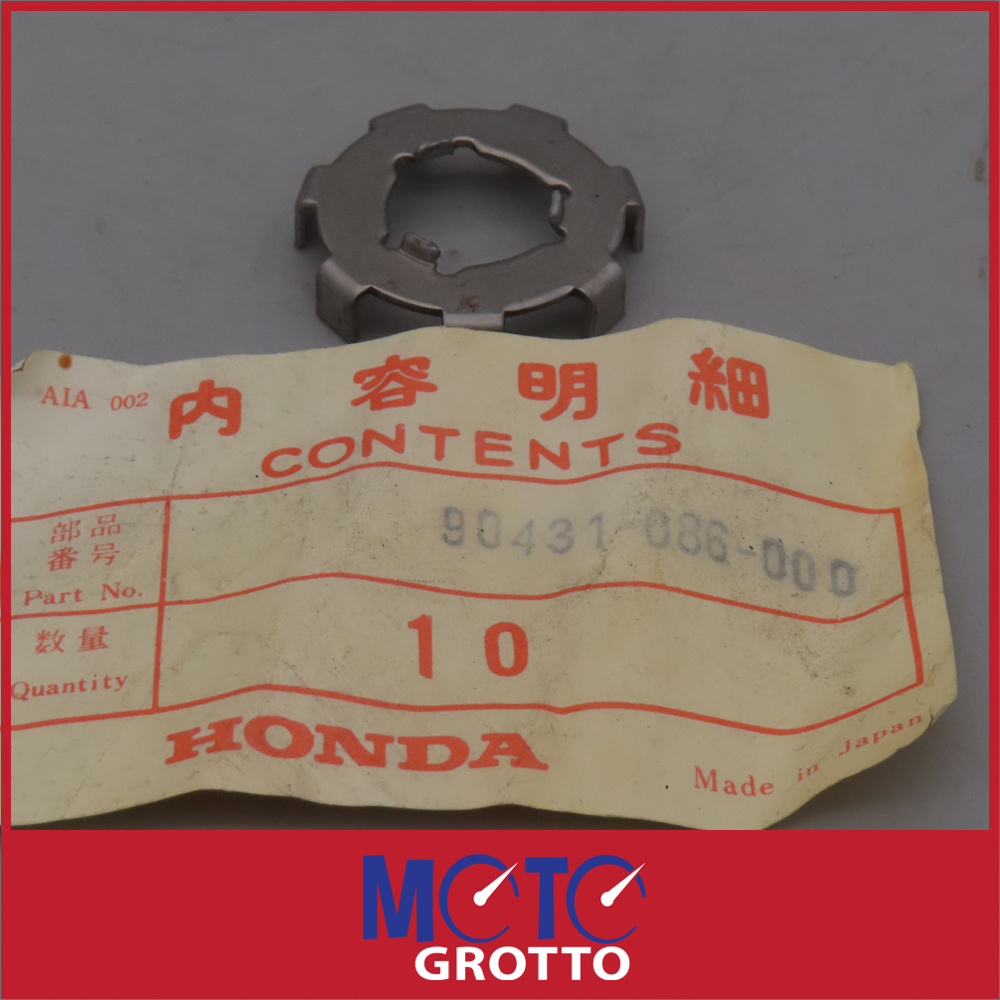 AIA 002 内容明細
CONTENTS
部品
番号
Part No.
90431-086-000
数量
Quantity
10
HONDA
Made in Japan
MOTO
GROTTO